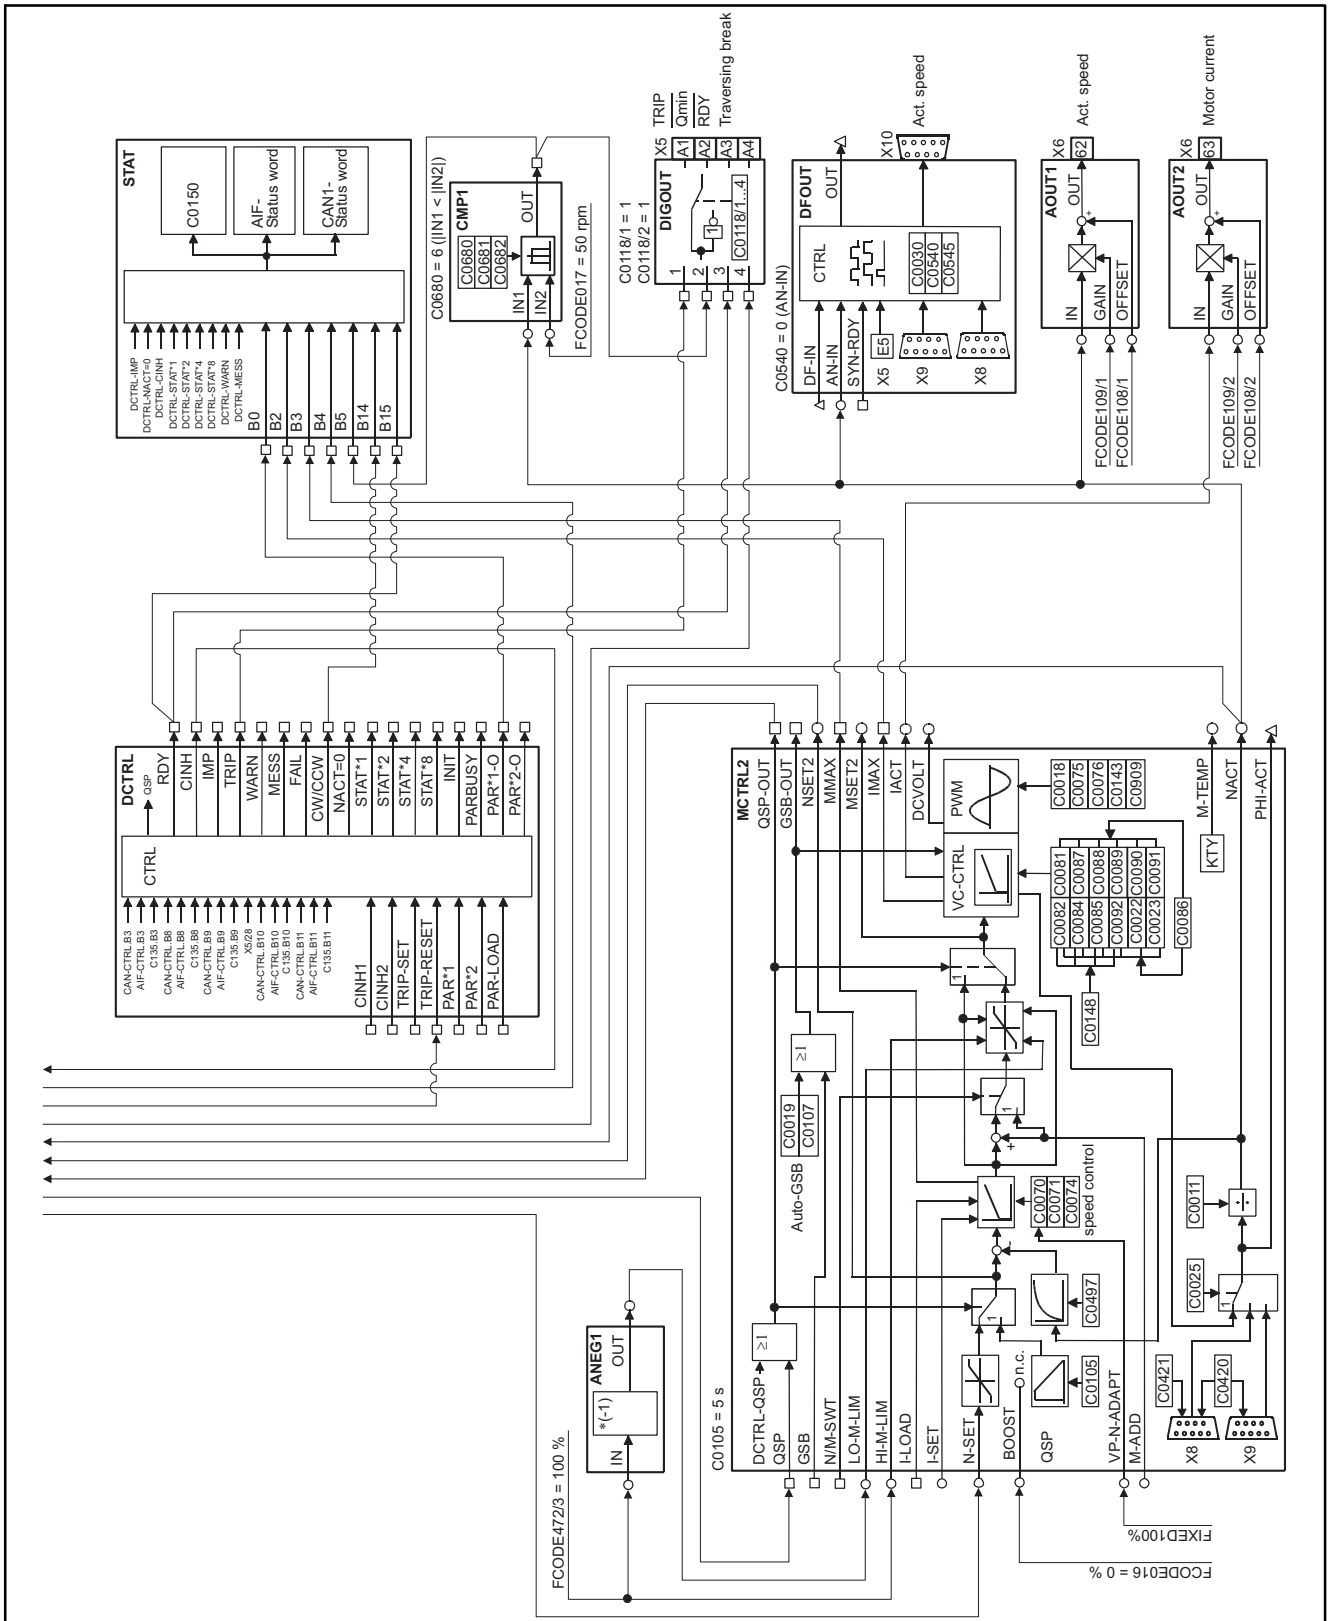 STAT
C0150
AIF-
Status word
CAN1-
Status word
DCTRL-IMP
DCTRL-NACT=0
DCTRL-CINH
DCTRL-STAT*1
DCTRL-STAT*2
DCTRL-STAT*4
DCTRL-STAT*8
DCTRL-WARN
DCTRL-MESS
B0
B2
B3
B4
B5
B14
B15
C0680 = 6 (|IN1 < |IN2|)
CMP1
C0680
C0681
C0682
IN1
IN2
OUT
FCODE017 = 50 rpm
C0118/1 = 1
C0118/2 = 1
DIGOUT
X5
A1
A2
A3
A4
TRIP
Qmin
RDY
Traversing break
1
2
3
4
1
C0118/1...4
C0540 = 0 (AN-IN)
DFOUT
OUT
X10
Act. speed
CTRL
C0030
C0540
C0545
DF-IN
AN-IN
SYN-RDY
X5
E5
X9
X8
AOUT1
X6
62
Act. speed
OUT
+
IN
GAIN
OFFSET
FCODE109/1
FCODE108/1
AOUT2
X6
63
Motor current
OUT
+
IN
GAIN
OFFSET
FCODE109/2
FCODE108/2
DCTRL
QSP
RDY
CINH
IMP
TRIP
WARN
MESS
FAIL
CW/CCW
NACT=0
STAT*1
STAT*2
STAT*4
STAT*8
INIT
PARBUSY
PAR*1-O
PAR*2-O
CTRL
CAN-CTRL.B3
AIF-CTRL.B3
C135.B3
CAN-CTRL.B8
AIF-CTRL.B8
C135.B8
CAN-CTRL.B9
AIF-CTRL.B9
C135.B9
X5/28
CAN-CTRL.B10
AIF-CTRL.B10
C135.B10
CAN-CTRL.B11
AIF-CTRL.B11
C135.B11
CINH1
CINH2
TRIP-SET
TRIP-RESET
PAR*1
PAR*2
PAR-LOAD
MCTRL2
QSP-OUT
GSB-OUT
NSET2
MMAX
MSET2
IMAX
IACT
DCVOLT
M-TEMP
NACT
PHI-ACT
PWM
VC-CTRL
C0018
C0075
C0076
C0143
C0909
C0082
C0081
C0084
C0087
C0085
C0088
C0092
C0089
C0022
C0090
C0023
C0091
C0086
C0148
KTY
≥1
C0019
C0107
Auto-GSB
1
1
+
C0070
C0071
C0074
speed control
-
1
C0497
C0105
n.c.
C0011
÷
C0025
1
C0421
C0420
X8
X9
≥1
C0105 = 5 s
DCTRL-QSP
QSP
GSB
N/M-SWT
LO-M-LIM
HI-M-LIM
I-LOAD
I-SET
N-SET
BOOST
QSP
VP-N-ADAPT
M-ADD
ANEG1
OUT
*(-1)
IN
FCODE472/3 = 100 %
FIXED100%
FCODE016 = 0 %